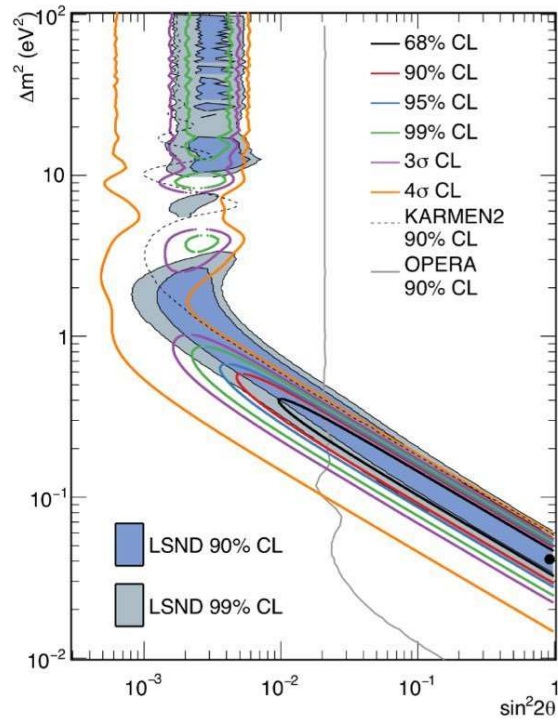 10²
Δm² (eV²)
10
1
10⁻¹
10⁻²
68% CL
90% CL
95% CL
99% CL
3σ CL
4σ CL
KARMEN2
90% CL
OPERA
90% CL
LSND 90% CL
LSND 99% CL
10⁻³ 10⁻² 10⁻¹ 1
sin²2θ